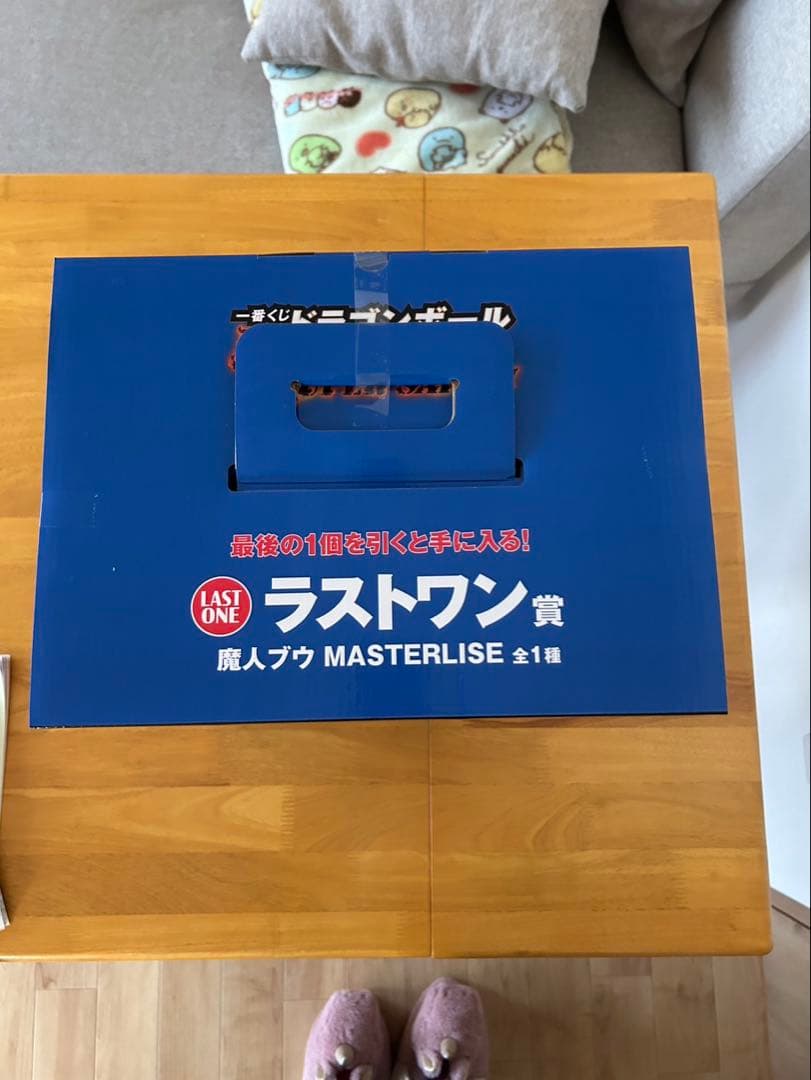 一番くじ ドラゴンボール
最後の1個を引くと手に入る!
LAST
ONE
ラストワン賞
魔人ブウ MASTERLISE 全1種